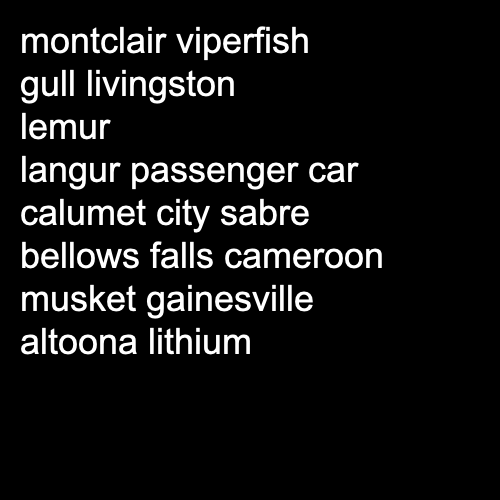 montclair viperfish
gull livingston
lemur
langur passenger car
calumet city sabre
bellows falls cameroon
musket gainesville
altoona lithium